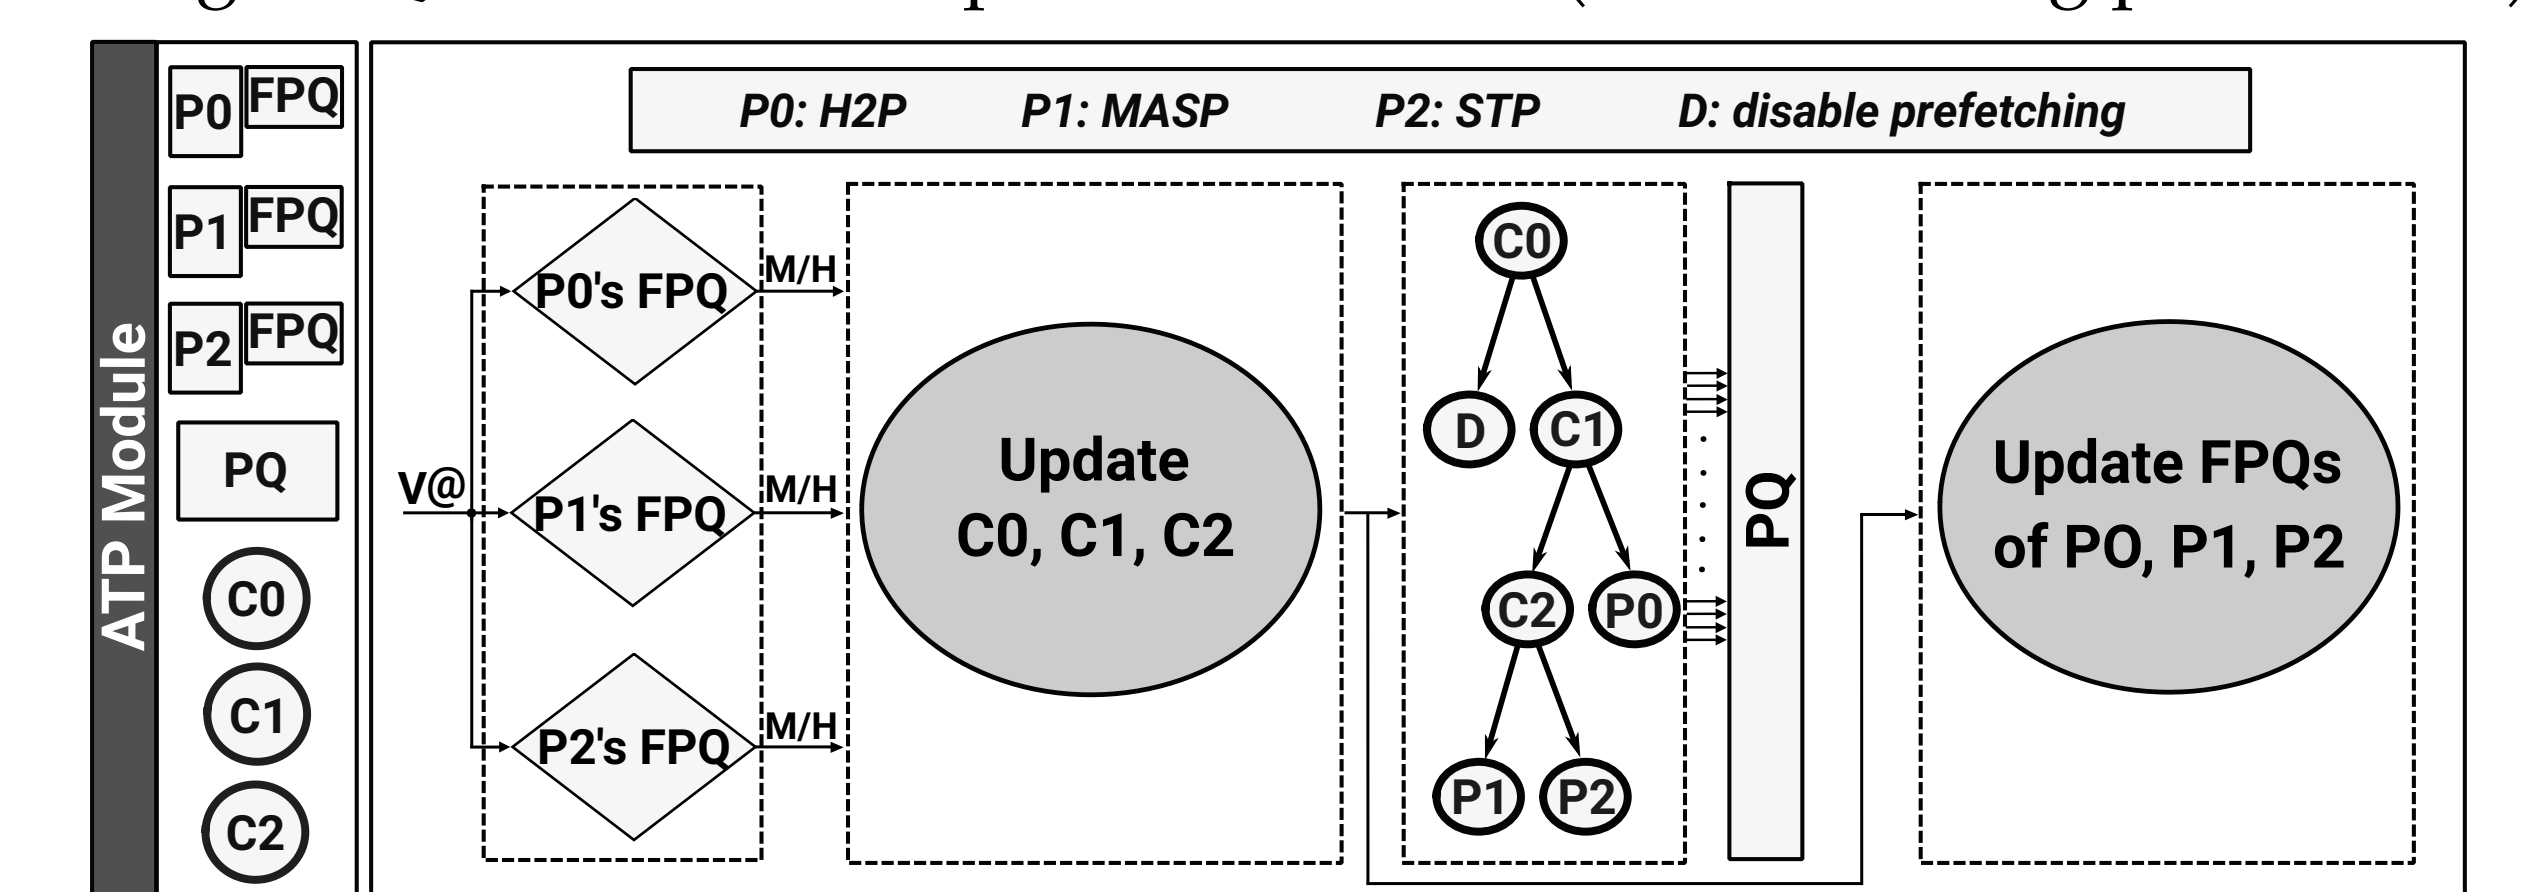 ATP Module
P0 FPQ
P1 FPQ
P2 FPQ
PQ
C0
C1
C2
P0: H2P P1: MASP P2: STP D: disable prefetching
V@
P0's FPQ
M/H
P1's FPQ
M/H
P2's FPQ
M/H
Update
C0, C1, C2
C0
D C1
C2 P0
P1 P2
PQ
Update FPQs
of PO, P1, P2